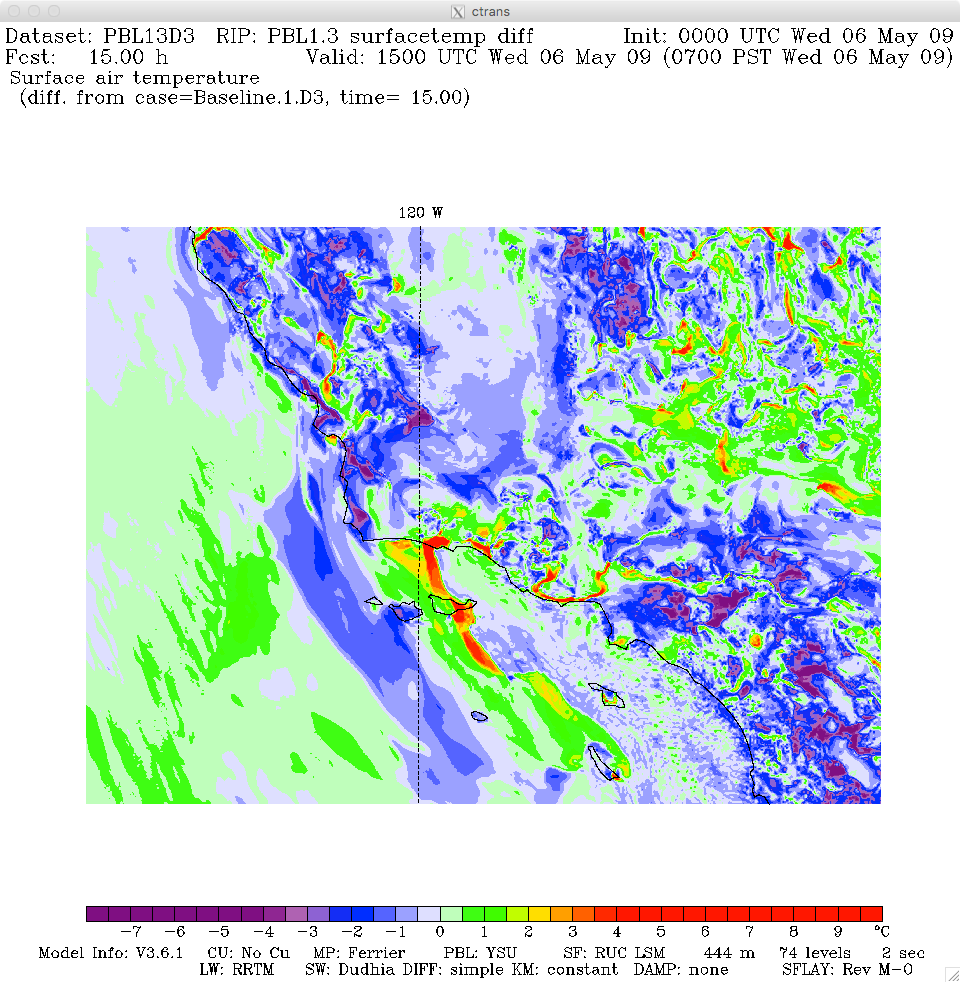 ctrans
Dataset: PBL13D3 RIP: PBL1.3 surfacetemp diff Init: 0000 UTC Wed 06 May 09
Fcst: 15.00 h Valid: 1500 UTC Wed 06 May 09 (0700 PST Wed 06 May 09)
Surface air temperature
(diff. from case=Baseline.1.D3, time= 15.00)
120 W
−7 −6 −5 −4 −3 −2 −1 0 1 2 3 4 5 6 7 8 9 °C
Model Info: V3.6.1 CU: No Cu MP: Ferrier PBL: YSU SF: RUC LSM 444 m 74 levels 2 sec
LW: RRTM SW: Dudhia DIFF: simple KM: constant DAMP: none SFLAY: Rev M-O